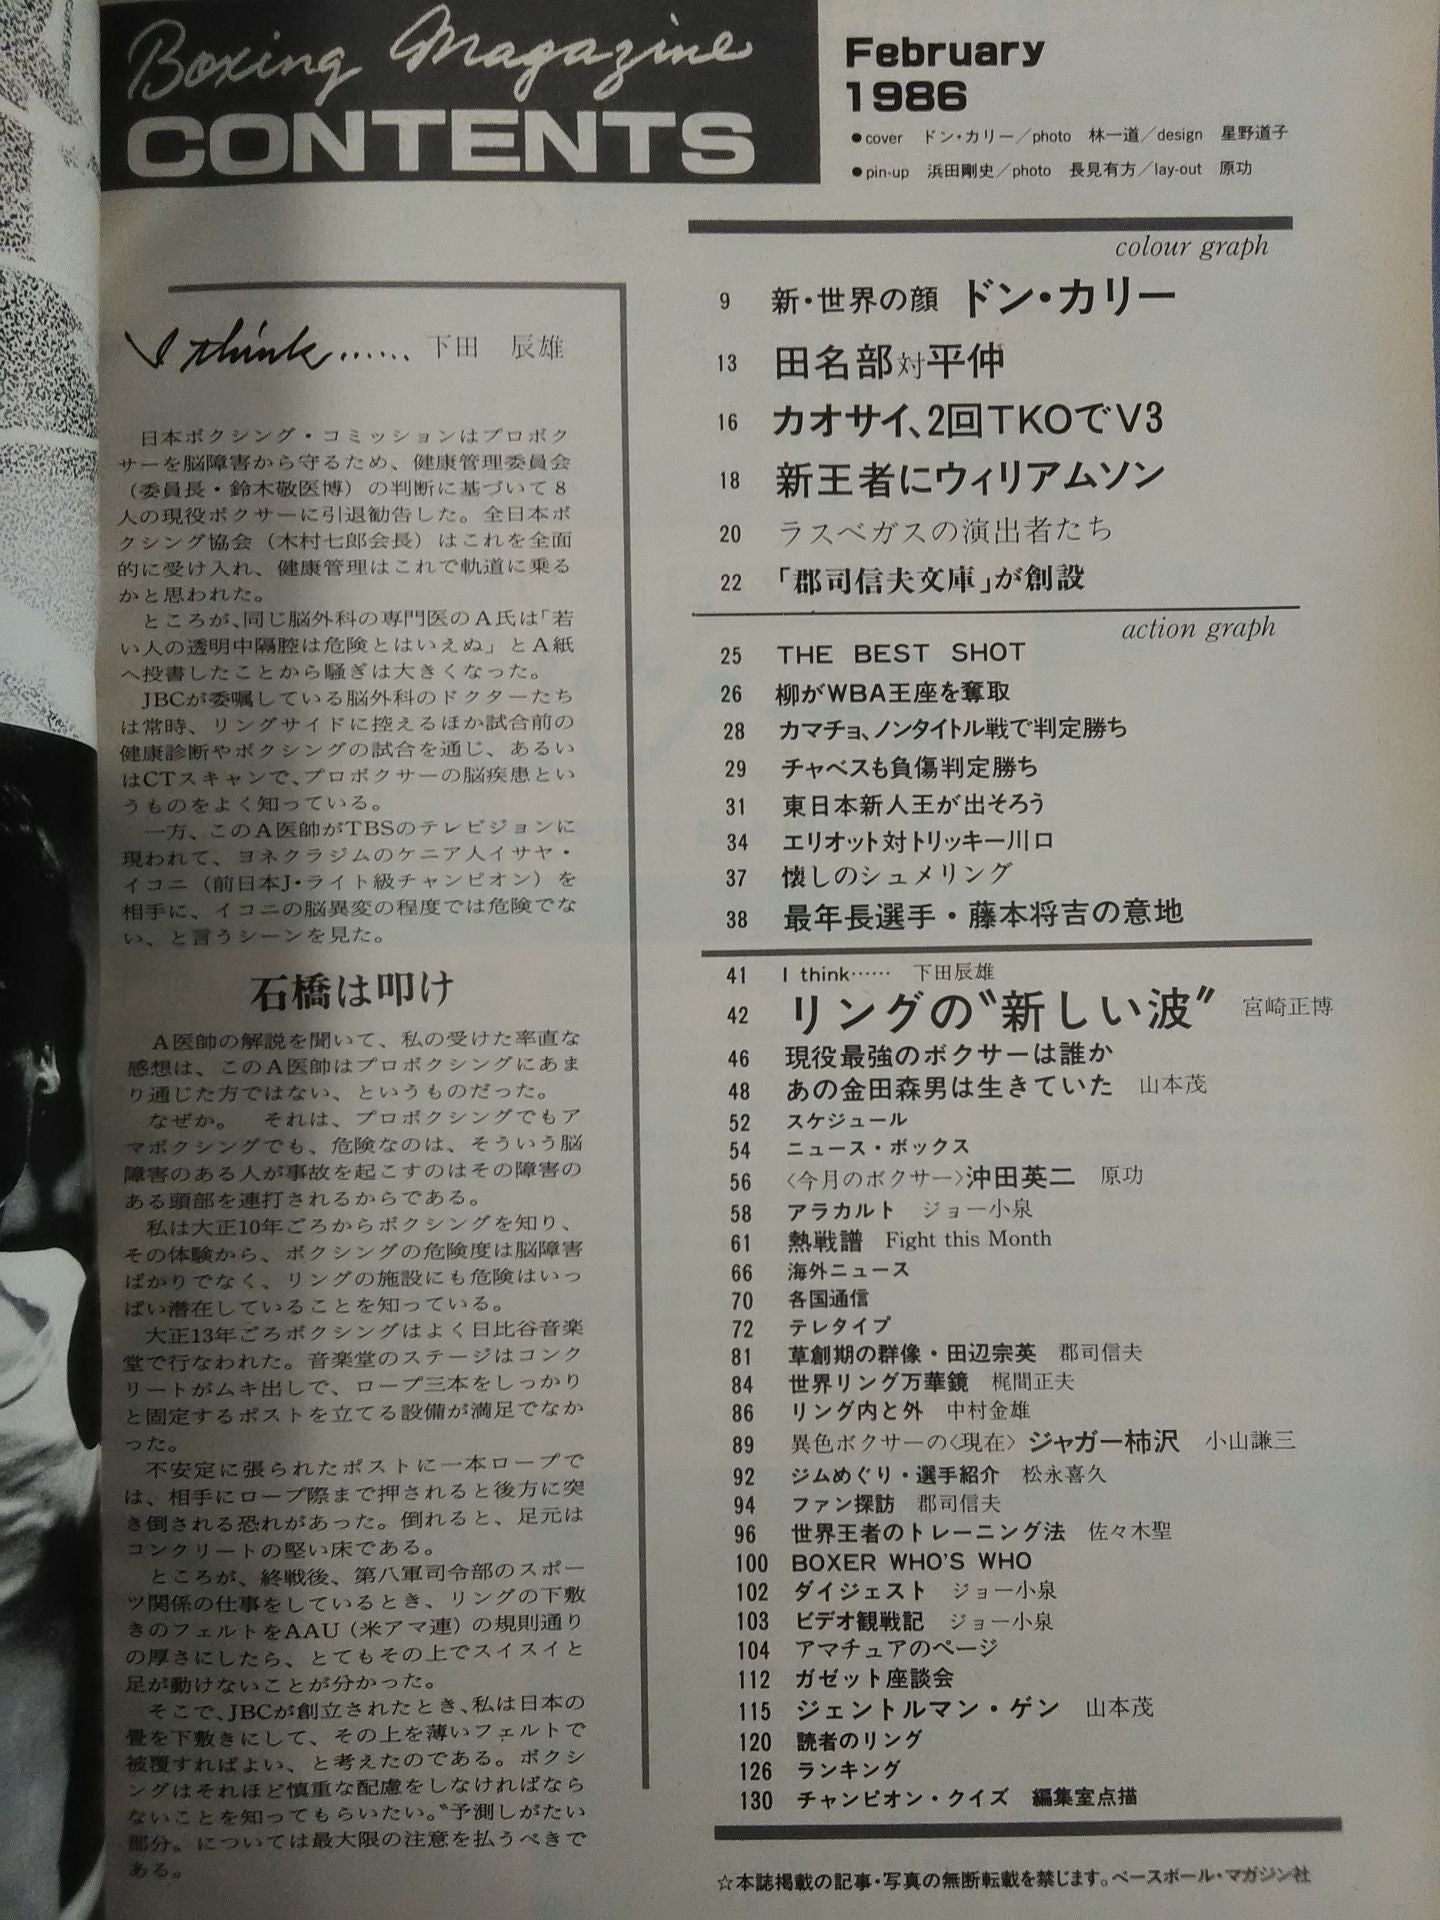 Boxing Magazine
CONTENTS
February
1986
●cover ドン・カリー／photo 林一道／design 星野道子
●pin-up 浜田剛史／photo 長見有方／lay-out 原功
I think…… 下田 辰雄
日本ボクシング・コミッションはプロボク
サーを脳障害から守るため、健康管理委員会
（委員長・鈴木敬医博）の判断に基づいて8
人の現役ボクサーに引退勧告した。全日本ボ
クシング協会（木村七郎会長）はこれを全面
的に受け入れ、健康管理はこれで軌道に乗る
かと思われた。
ところが、同じ脳外科の専門医のA氏は「若
い人の透明中隔腔は危険とはいえぬ」とA紙
へ投書したことから騒ぎは大きくなった。
JBCが委嘱している脳外科のドクターたち
は常時、リングサイドに控えるほか試合前の
健康診断やボクシングの試合を通じ、あるい
はCTスキャンで、プロボクサーの脳疾患とい
うものをよく知っている。
一方、このA医師がTBSのテレビジョンに
現われて、ヨネクラジムのケニア人イサヤ・
イコニ（前日本J・ライト級チャンピオン）を
相手に、イコニの脳異変の程度では危険でな
い、と言うシーンを見た。
石橋は叩け
A医師の解説を聞いて、私の受けた率直な
感想は、このA医師はプロボクシングにあま
り通じた方ではない、というものだった。
なぜか。 それは、プロボクシングでもア
マボクシングでも、危険なのは、そういう脳
障害のある人が事故を起こすのはその障害の
ある頭部を連打されるからである。
私は大正10年ごろからボクシングを知り、
その体験から、ボクシングの危険度は脳障害
ばかりでなく、リングの施設にも危険はいっ
ぱい潜在していることを知っている。
大正13年ごろボクシングはよく日比谷音楽
堂で行なわれた。音楽堂のステージはコンク
リートがムキ出しで、ロープ三本をしっかり
と固定するポストを立てる設備が満足でなか
った。
不安定に張られたポストに一本ロープで
は、相手にロープ際まで押されると後方に突
き倒される恐れがあった。倒れると、足元は
コンクリートの堅い床である。
ところが、終戦後、第八軍司令部のスポー
ツ関係の仕事をしているとき、リングの下敷
きのフェルトをAAU（米アマ連）の規則通り
の厚さにしたら、とてもその上でスイスイと
足が動けないことが分かった。
そこで、JBCが創立されたとき、私は日本の
畳を下敷きにして、その上を薄いフェルトで
被覆すればよい、と考えたのである。ボクシ
ングはそれほど慎重な配慮をしなければなら
ないことを知ってもらいたい。〝予測しがたい
部分〟については最大限の注意を払うべきで
ある。
colour graph
9 新・世界の顔 ドン・カリー
13 田名部対平仲
16 カオサイ、2回TKOでV3
18 新王者にウィリアムソン
20 ラスベガスの演出者たち
22 「郡司信夫文庫」が創設
action graph
25 THE BEST SHOT
26 柳がWBA王座を奪取
28 カマチョ、ノンタイトル戦で判定勝ち
29 チャベスも負傷判定勝ち
31 東日本新人王が出そろう
34 エリオット対トリッキー川口
37 懐しのシュメリング
38 最年長選手・藤本将吉の意地
41 I think…… 下田辰雄
42 リングの〝新しい波〟 宮崎正博
46 現役最強のボクサーは誰か
48 あの金田森男は生きていた 山本茂
52 スケジュール
54 ニュース・ボックス
56 〈今月のボクサー〉沖田英二 原功
58 アラカルト ジョー小泉
61 熱戦譜 Fight this Month
66 海外ニュース
70 各国通信
72 テレタイプ
81 草創期の群像・田辺宗英 郡司信夫
84 世界リング万華鏡 梶間正夫
86 リング内と外 中村金雄
89 異色ボクサーの〈現在〉 ジャガー柿沢 小山謙三
92 ジムめぐり・選手紹介 松永喜久
94 ファン探訪 郡司信夫
96 世界王者のトレーニング法 佐々木聖
100 BOXER WHO'S WHO
102 ダイジェスト ジョー小泉
103 ビデオ観戦記 ジョー小泉
104 アマチュアのページ
112 ガゼット座談会
115 ジェントルマン・ゲン 山本茂
120 読者のリング
126 ランキング
130 チャンピオン・クイズ 編集室点描
☆本誌掲載の記事・写真の無断転載を禁じます。ベースボール・マガジン社